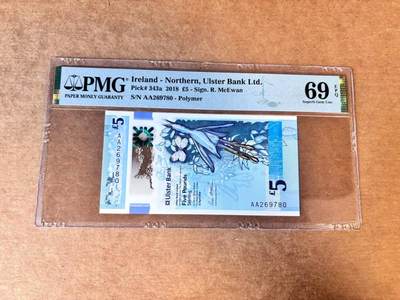 PMG
PAPER MONEY GUARANTY
Ireland - Northern, Ulster Bank Ltd.
Pick# 343a 2018 £5 - Sign. R. McEwan
S/N AA269780 - Polymer
69 EPQ
Superb Gem Unc
£5
AA269780
Ulster Bank
Five Pounds
Sterling
£5
AA269780